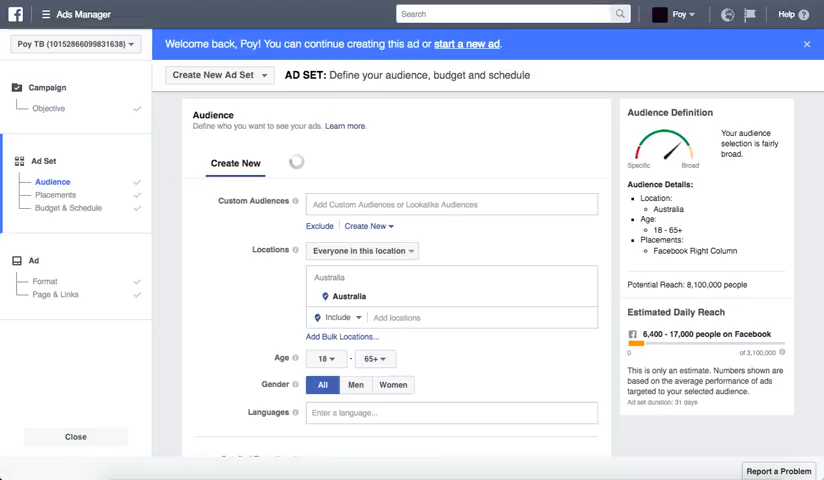 Ads Manager
Search
Poy
Help
Poy TB (10152866099831638)
Welcome back, Poy! You can continue creating this ad or start a new ad.
Create New Ad Set
AD SET: Define your audience, budget and schedule
Campaign
Objective
Ad Set
Audience
Placements
Budget & Schedule
Ad
Format
Page & Links
Close
Audience
Define who you want to see your ads. Learn more.
Create New
Custom Audiences
Add Custom Audiences or Lookalike Audiences
Exclude | Create New
Locations
Everyone in this location
Australia
Australia
Include
Add locations
Add Bulk Locations...
Age
18 - 65+
Gender
All Men Women
Languages
Enter a language...
Audience Definition
Specific
Broad
Your audience
selection is fairly
broad.
Audience Details:
Location:
Australia
Age:
18 - 65+
Placements:
Facebook Right Column
Potential Reach: 8,100,000 people
Estimated Daily Reach
6,400 - 17,000 people on Facebook
0
of 3,100,000
This is only an estimate. Numbers shown are
based on the average performance of ads
targeted to your selected audience.
Ad set duration: 31 days
Report a Problem